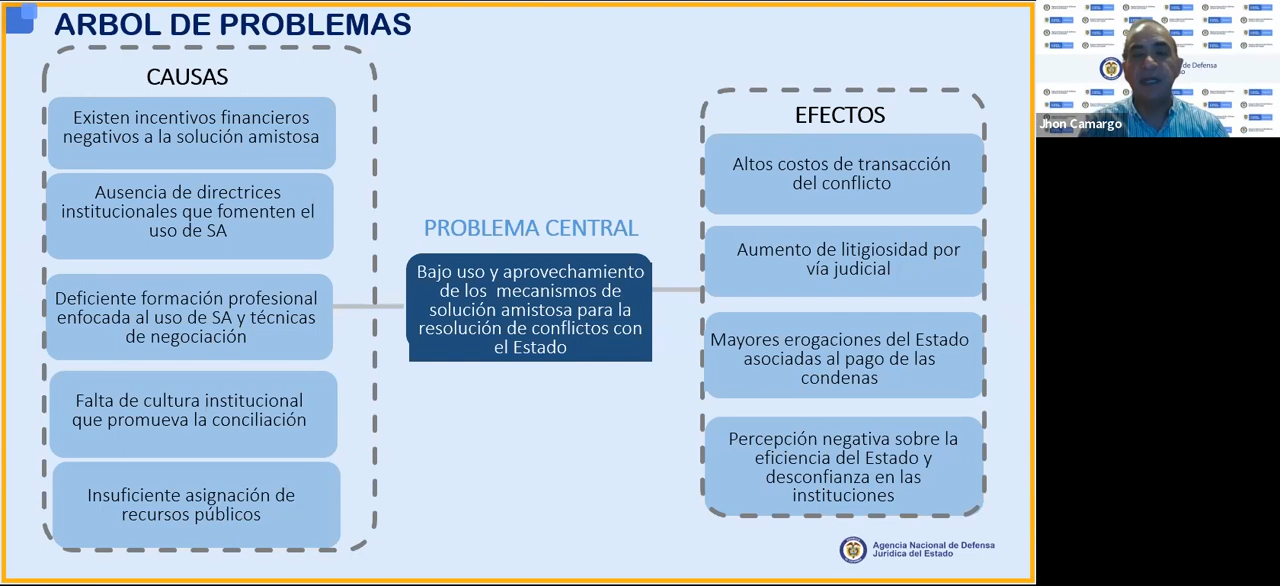 ARBOL DE PROBLEMAS
CAUSAS
Existen incentivos financieros
negativos a la solución amistosa
Ausencia de directrices
institucionales que fomenten el
uso de SA
Deficiente formación profesional
enfocada al uso de SA y técnicas
de negociación
Falta de cultura institucional
que promueva la conciliación
Insuficiente asignación de
recursos públicos
PROBLEMA CENTRAL
Bajo uso y aprovechamiento
de los mecanismos de
solución amistosa para la
resolución de conflictos con
el Estado
EFECTOS
Altos costos de transacción
del conflicto
Aumento de litigiosidad por
vía judicial
Mayores erogaciones del Estado
asociadas al pago de las
condenas
Percepción negativa sobre la
eficiencia del Estado y
desconfianza en las
instituciones
Agencia Nacional de Defensa
Jurídica del Estado
de Defensa
Jhon Camargo